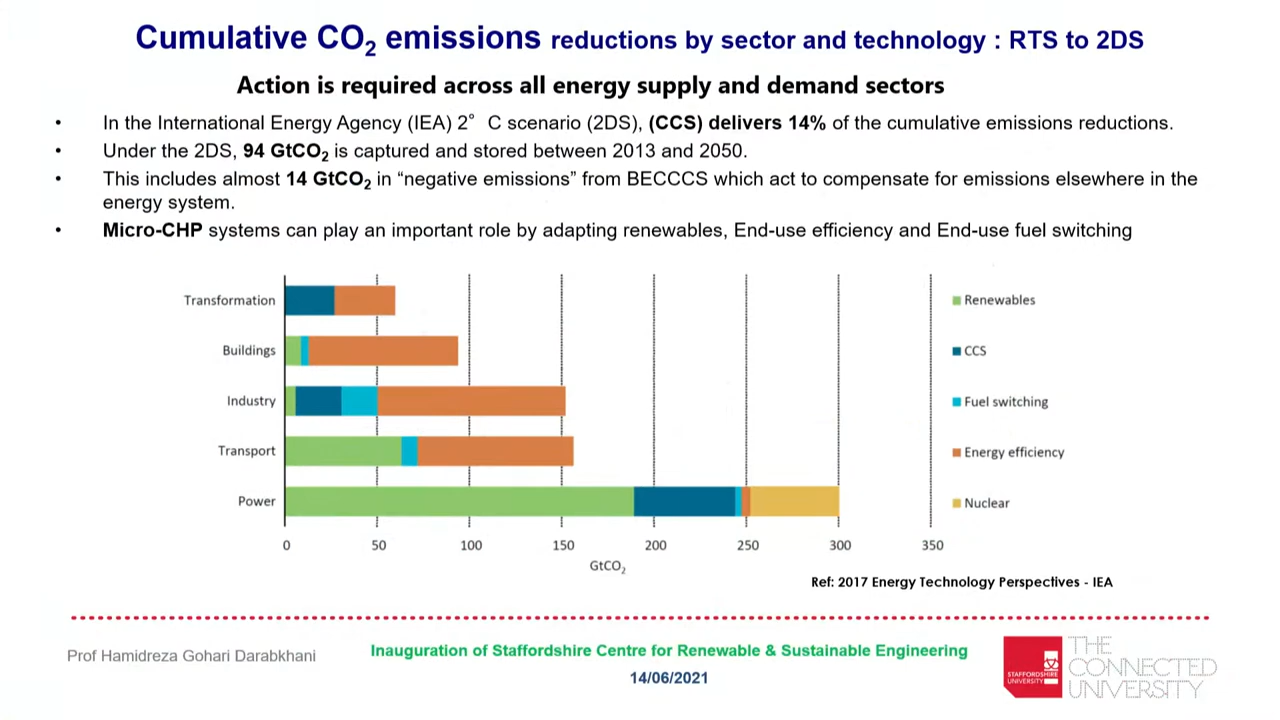 Cumulative CO₂ emissions reductions by sector and technology : RTS to 2DS
Action is required across all energy supply and demand sectors
• In the International Energy Agency (IEA) 2° C scenario (2DS), (CCS) delivers 14% of the cumulative emissions reductions.
• Under the 2DS, 94 GtCO₂ is captured and stored between 2013 and 2050.
• This includes almost 14 GtCO₂ in “negative emissions” from BECCCS which act to compensate for emissions elsewhere in the
energy system.
• Micro-CHP systems can play an important role by adapting renewables, End-use efficiency and End-use fuel switching
Transformation
Buildings
Industry
Transport
Power
0 50 100 150 200 250 300 350
GtCO₂
Renewables
CCS
Fuel switching
Energy efficiency
Nuclear
Ref: 2017 Energy Technology Perspectives - IEA
Prof Hamidreza Gohari Darabkhani
Inauguration of Staffordshire Centre for Renewable & Sustainable Engineering
14/06/2021
STAFFORDSHIRE
UNIVERSITY
THE
CONNECTED
UNIVERSITY